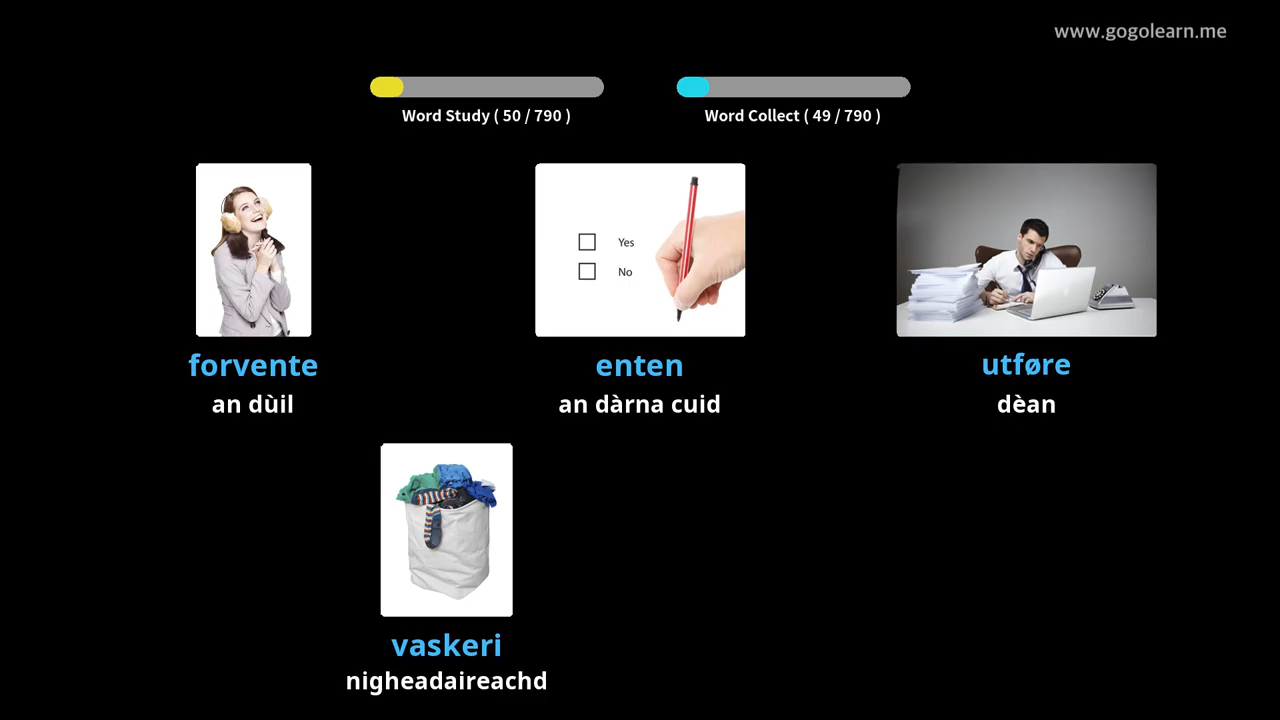 www.gogolearn.me
Word Study ( 50 / 790 )
Word Collect ( 49 / 790 )
Yes
No
forvente
an dùil
enten
an dàrna cuid
utføre
dèan
vaskeri
nigheadaireachd